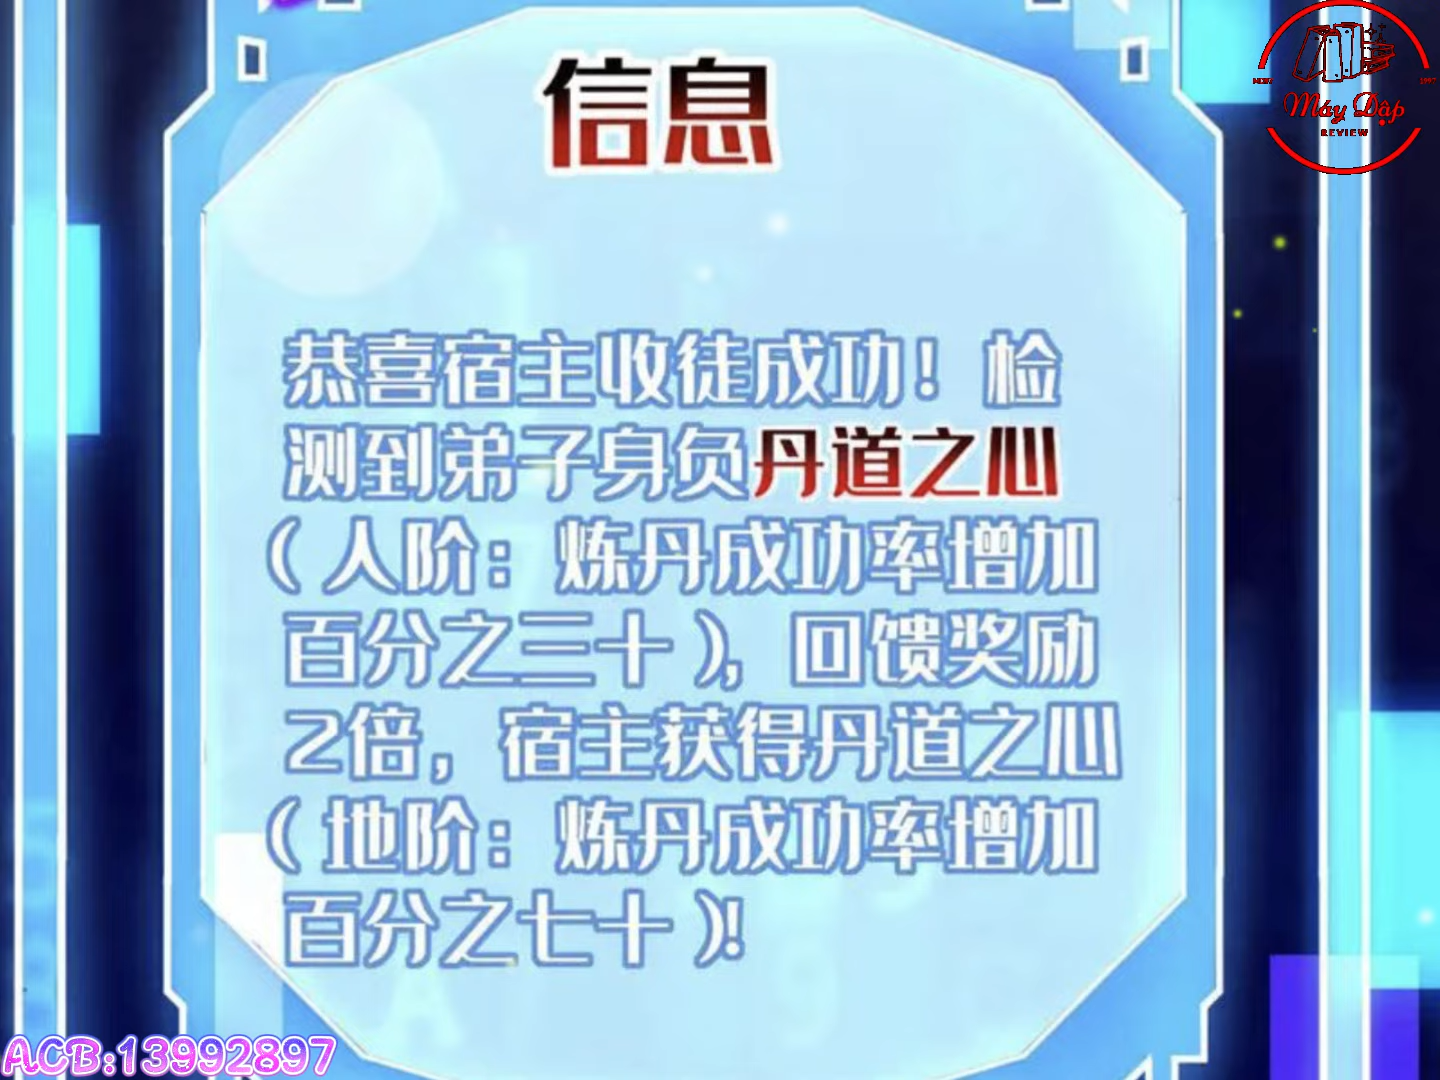 信息
恭喜宿主收徒成功！检
测到弟子身负丹道之心
（人阶：炼丹成功率增加
百分之三十），回馈奖励
2倍，宿主获得丹道之心
（地阶：炼丹成功率增加
百分之七十）！
Máy Dập
REVIEW
ACB:13992897